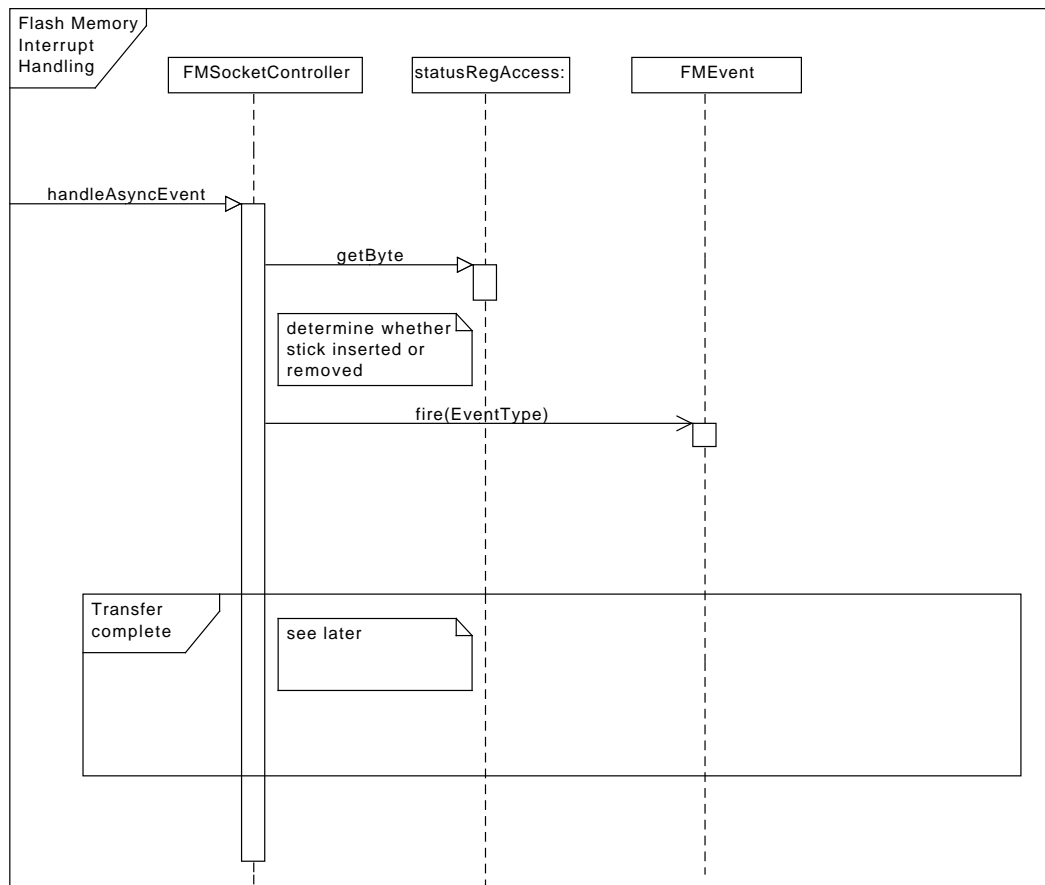 Flash Memory
Interrupt
Handling
FMSocketController
statusRegAccess:
FMEvent
handleAsyncEvent
getByte
determine whether
stick inserted or
removed
fire(EventType)
Transfer
complete
see later